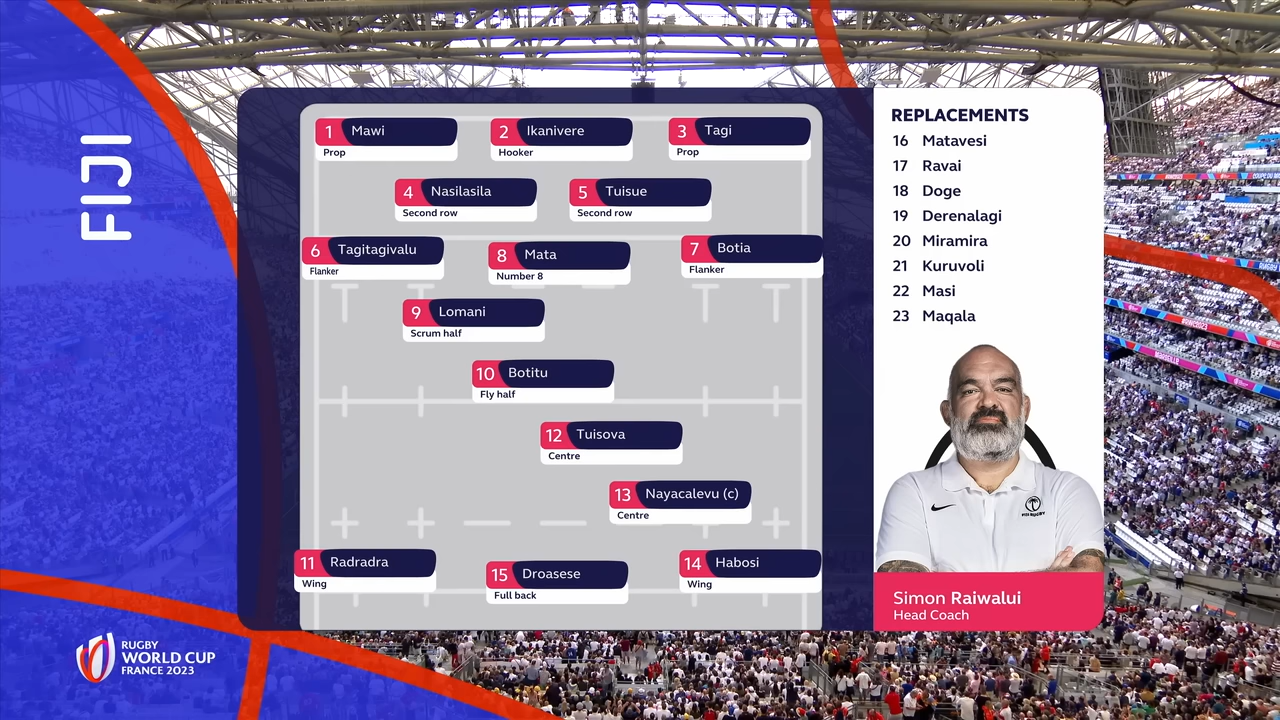 FIJI
1 Mawi
Prop
2 Ikanivere
Hooker
3 Tagi
Prop
4 Nasilasila
Second row
5 Tuisue
Second row
6 Tagitagivalu
Flanker
8 Mata
Number 8
7 Botia
Flanker
9 Lomani
Scrum half
10 Botitu
Fly half
12 Tuisova
Centre
13 Nayacalevu (c)
Centre
11 Radradra
Wing
15 Droasese
Full back
14 Habosi
Wing
REPLACEMENTS
16 Matavesi
17 Ravai
18 Doge
19 Derenalagi
20 Miramira
21 Kuruvoli
22 Masi
23 Maqala
FIJI RUGBY
Simon Raiwalui
Head Coach
RUGBY
WORLD CUP
FRANCE 2023